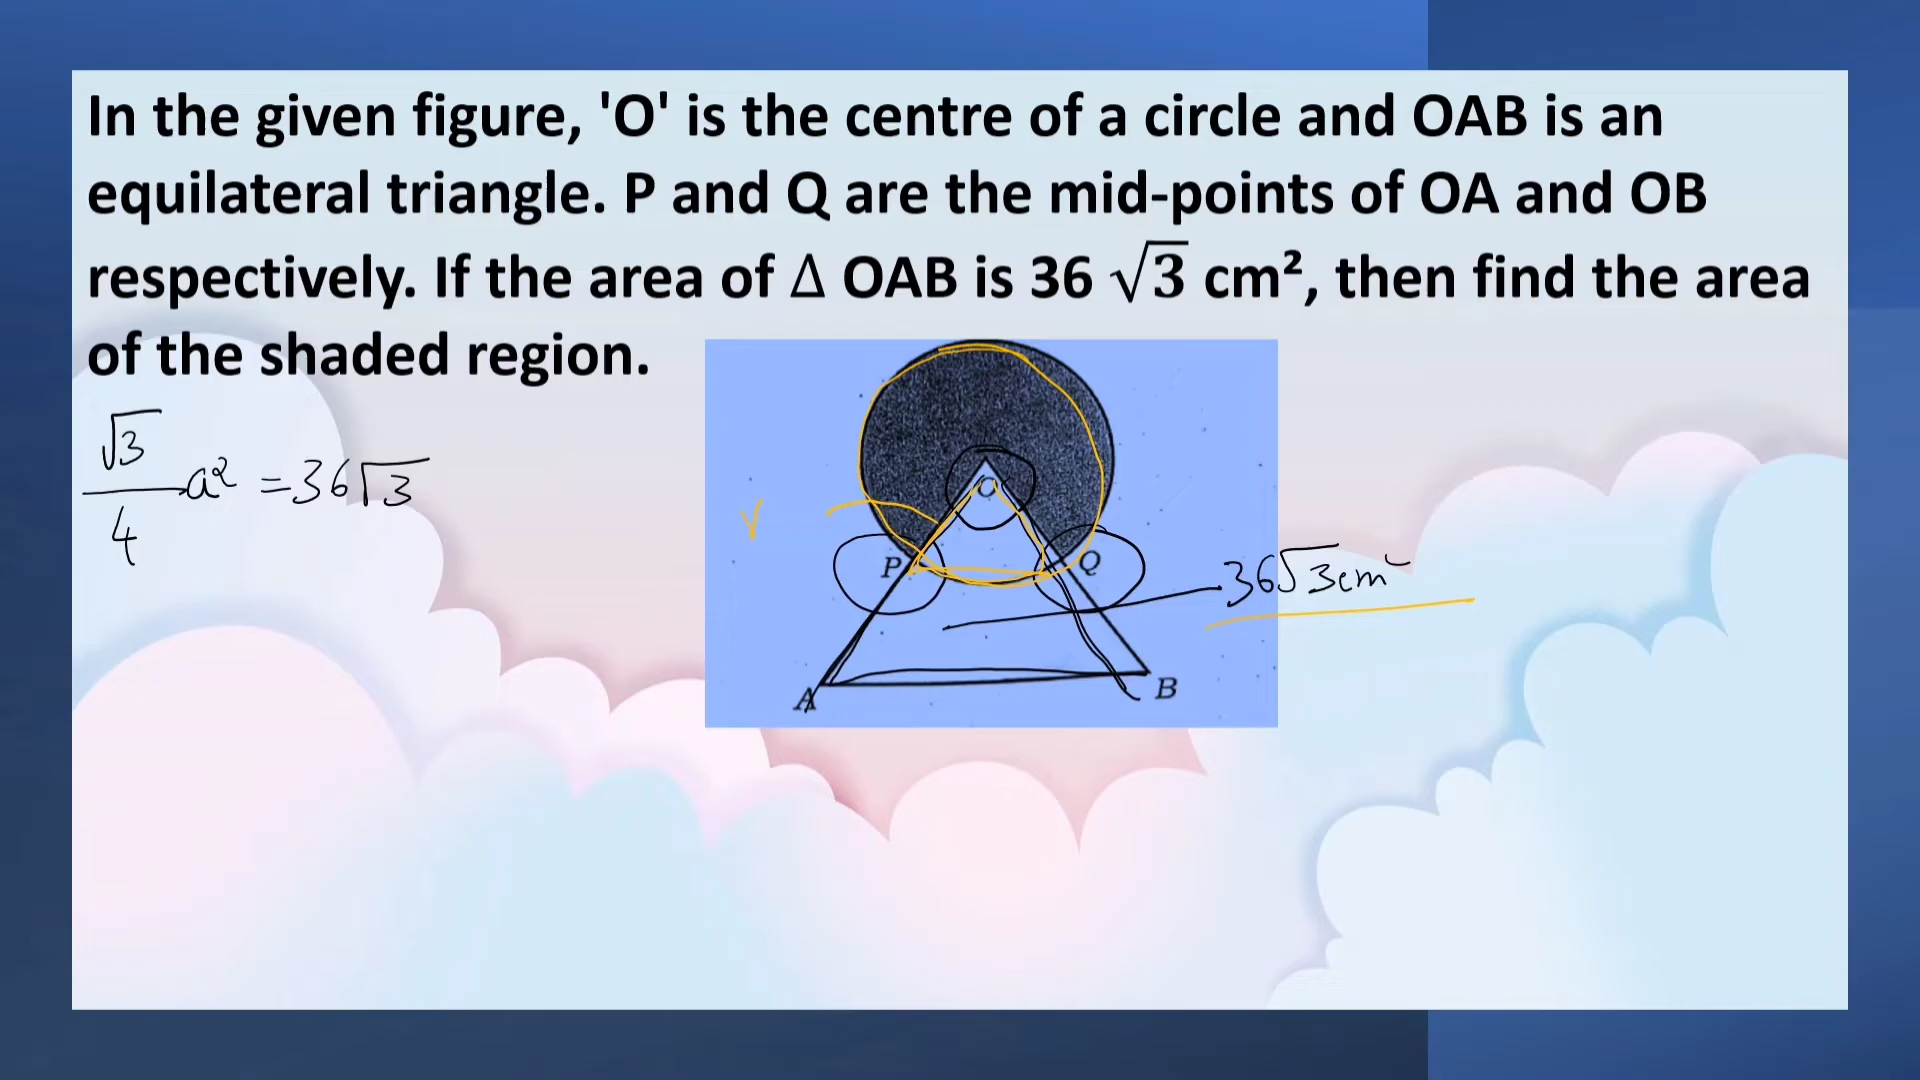 In the given figure, 'O' is the centre of a circle and OAB is an
equilateral triangle. P and Q are the mid-points of OA and OB
respectively. If the area of Δ OAB is 36 √3 cm², then find the area
of the shaded region.
√3/4 a² = 36√3
O
r
P
Q
36√3 cm²
A
B